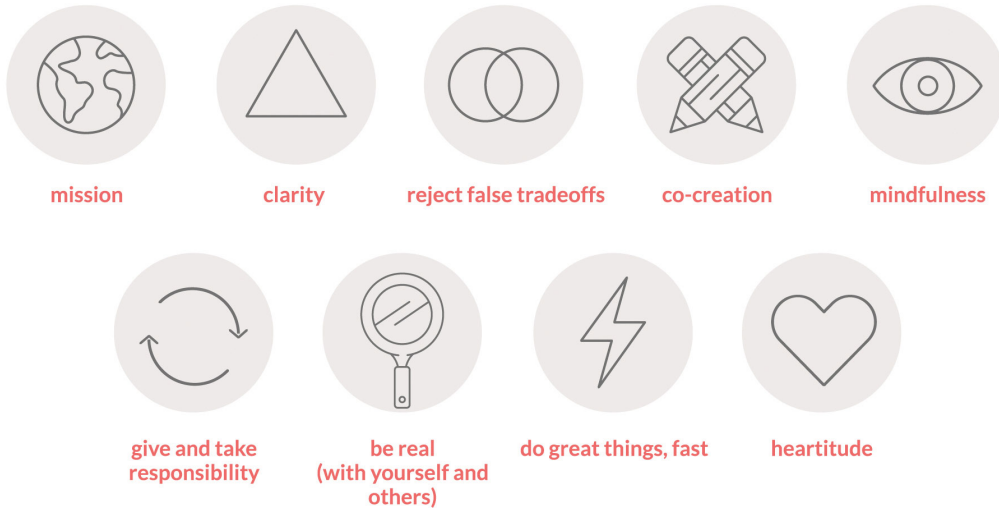 mission
clarity
reject false tradeoffs
co-creation
mindfulness
give and take
responsibility
be real
(with yourself and
others)
do great things, fast
heartitude